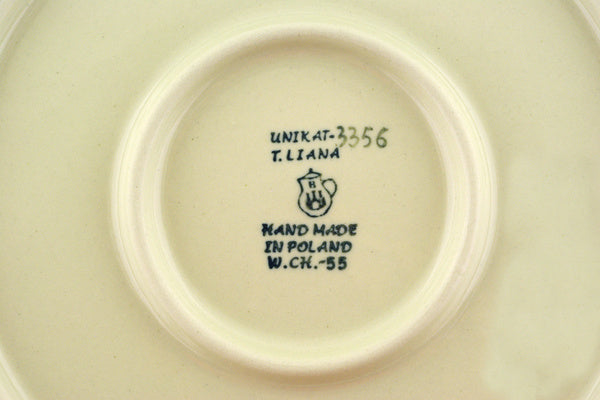 UNIKAT-3356
T. LIANA
B
HAND MADE
IN POLAND
W.CH.-55